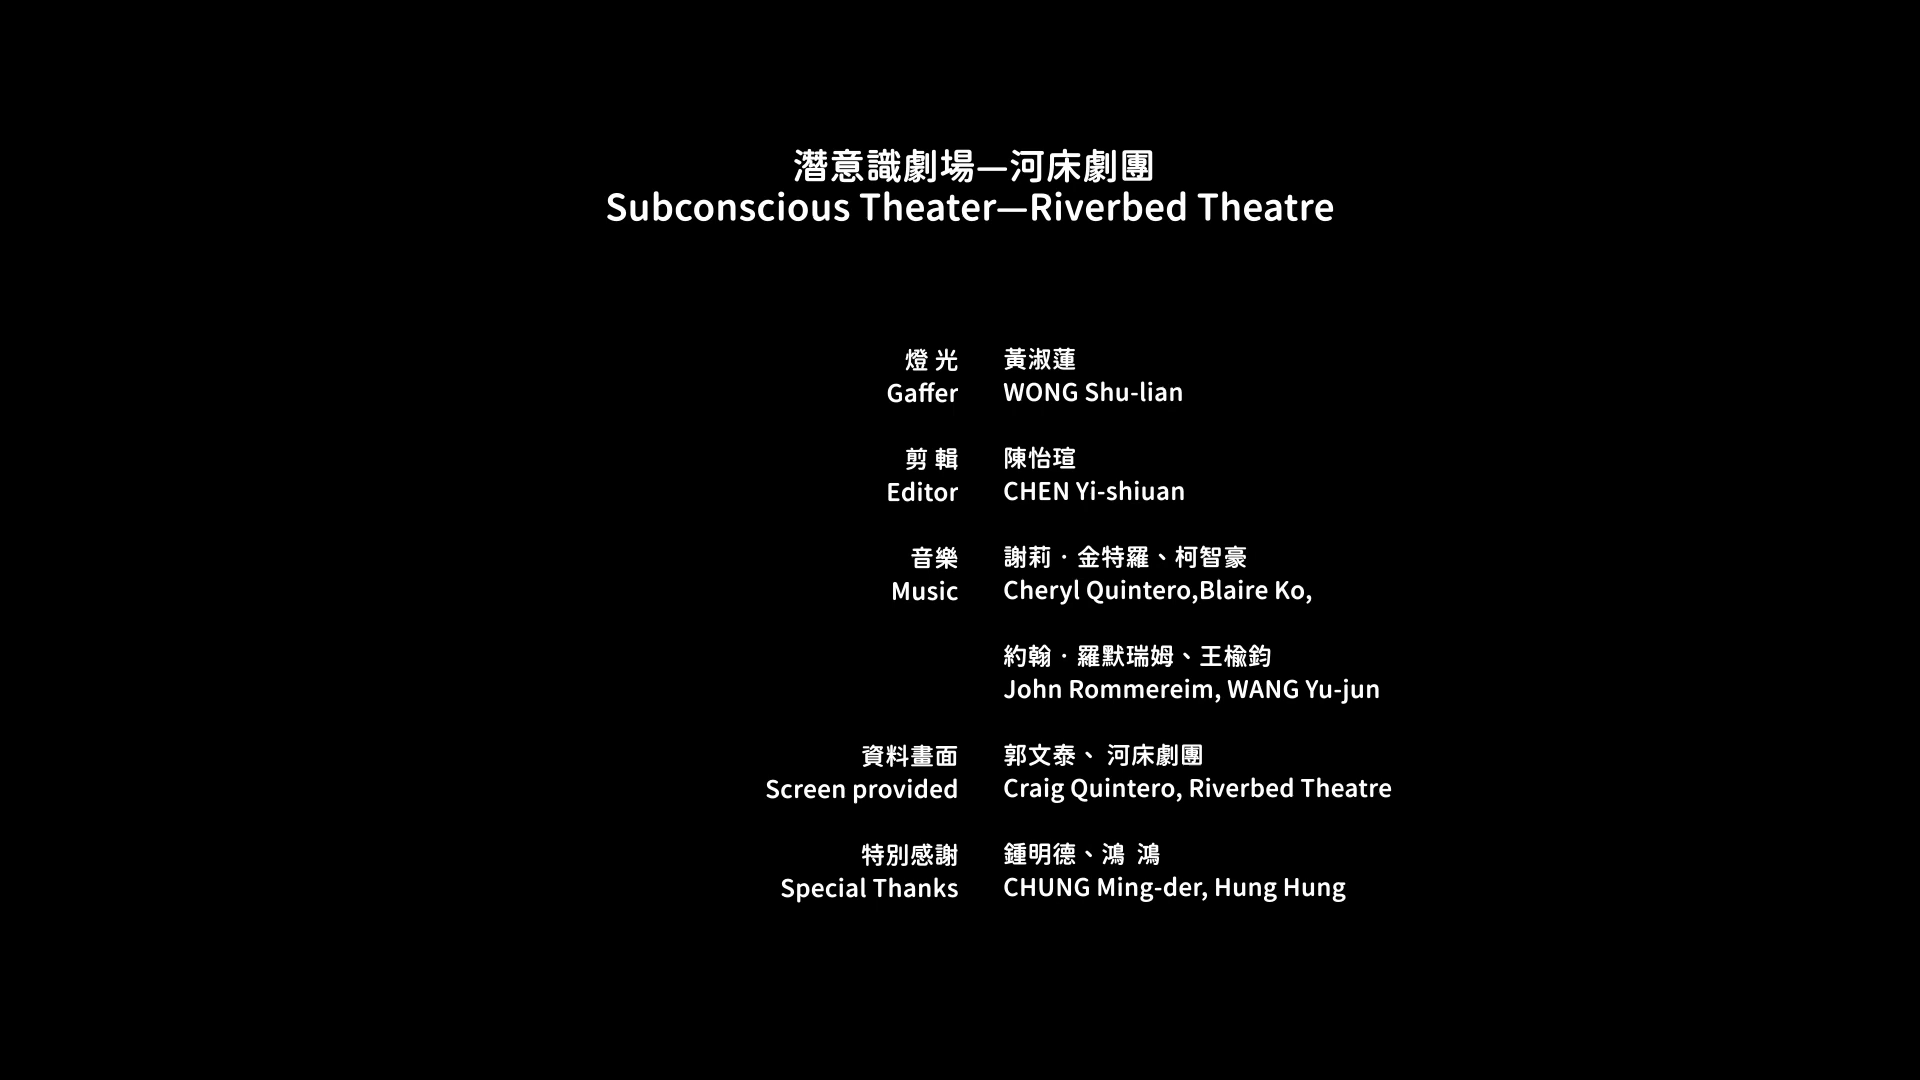 潛意識劇場—河床劇團
Subconscious Theater—Riverbed Theatre
燈 光 黃淑蓮
Gaffer WONG Shu-lian
剪 輯 陳怡瑄
Editor CHEN Yi-shiuan
音樂 謝莉．金特羅、柯智豪
Music Cheryl Quintero,Blaire Ko,
約翰．羅默瑞姆、王楡鈞
John Rommereim, WANG Yu-jun
資料畫面 郭文泰、 河床劇團
Screen provided Craig Quintero, Riverbed Theatre
特別感謝 鍾明德、鴻 鴻
Special Thanks CHUNG Ming-der, Hung Hung